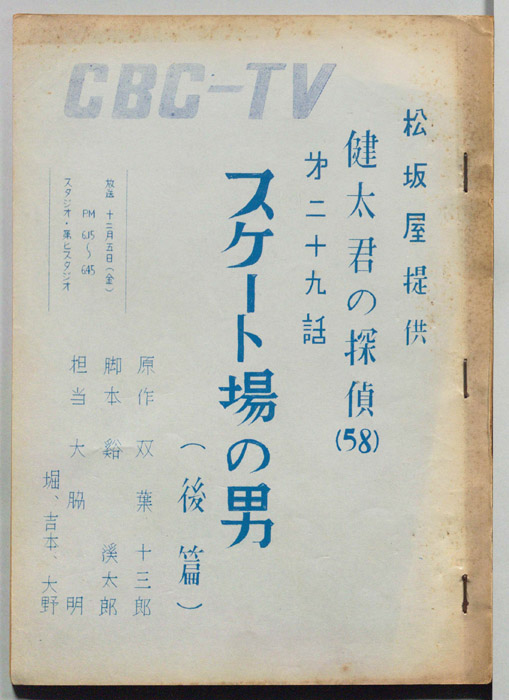 CBC-TV
松坂屋提供
健太君の探偵(58)
第二十九話
スケート場の男
(後篇)
原作 双葉十三郎
脚本 谿 渓太郎
担当 大脇 明
堀、吉本、大野
放送 十二月五日(金)
PM 6.15〜6.45
スタジオ・第ヒスタジオ